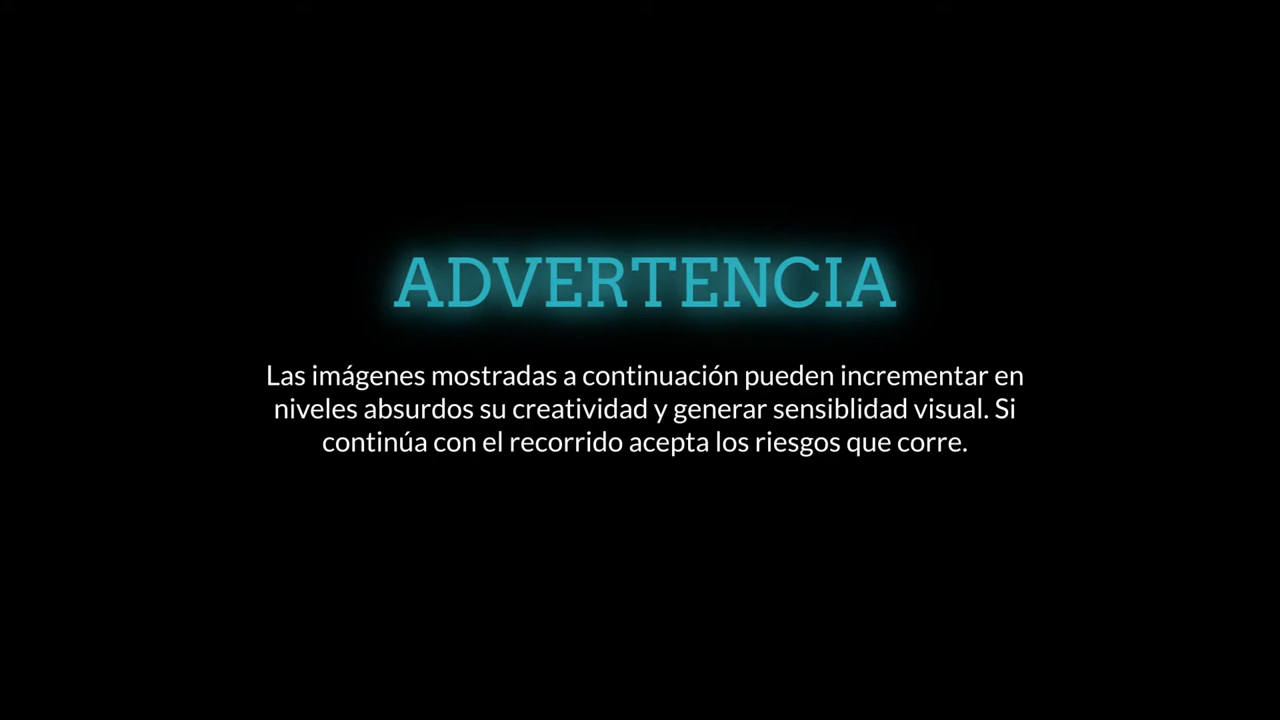 ADVERTENCIA
Las imágenes mostradas a continuación pueden incrementar en
niveles absurdos su creatividad y generar sensiblidad visual. Si
continúa con el recorrido acepta los riesgos que corre.